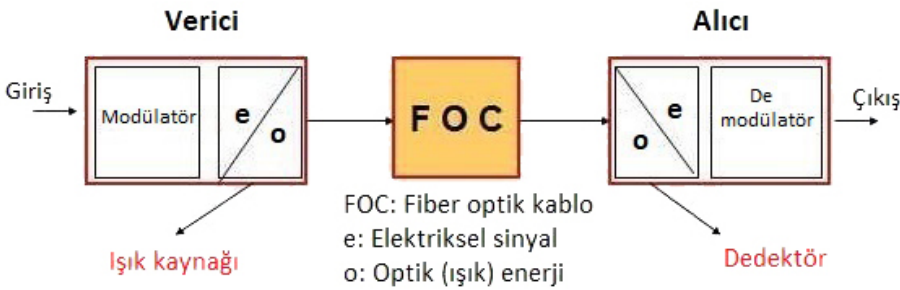 Verici
Alıcı
Giriş
Modülatör
e
o
F O C
o
e
De
modülatör
Çıkış
FOC: Fiber optik kablo
e: Elektriksel sinyal
o: Optik (ışık) enerji
Işık kaynağı
Dedektör